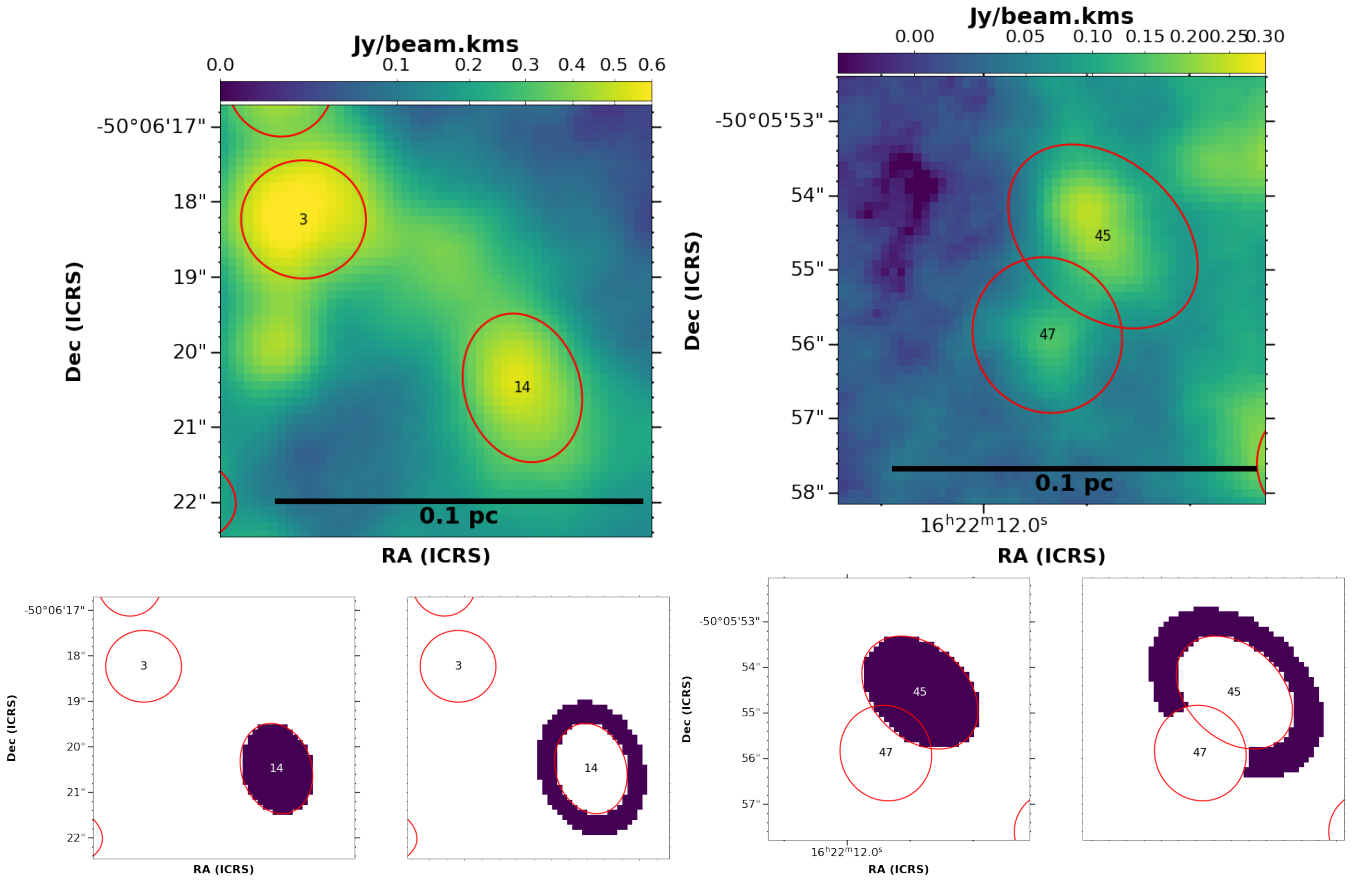 Jy/beam.kms
0.0 0.1 0.2 0.3 0.4 0.5 0.6
-50°06'17"
18"
19"
20"
21"
22"
Dec (ICRS)
3
14
0.1 pc
RA (ICRS)
Jy/beam.kms
0.00 0.05 0.10 0.15 0.20 0.25 0.30
-50°05'53"
54"
55"
56"
57"
58"
Dec (ICRS)
45
47
0.1 pc
16ʰ22ᵐ12.0ˢ
RA (ICRS)
-50°06'17"
18"
19"
20"
21"
22"
Dec (ICRS)
3
14
RA (ICRS)
3
14
-50°05'53"
54"
55"
56"
57"
Dec (ICRS)
45
47
16ʰ22ᵐ12.0ˢ
RA (ICRS)
45
47